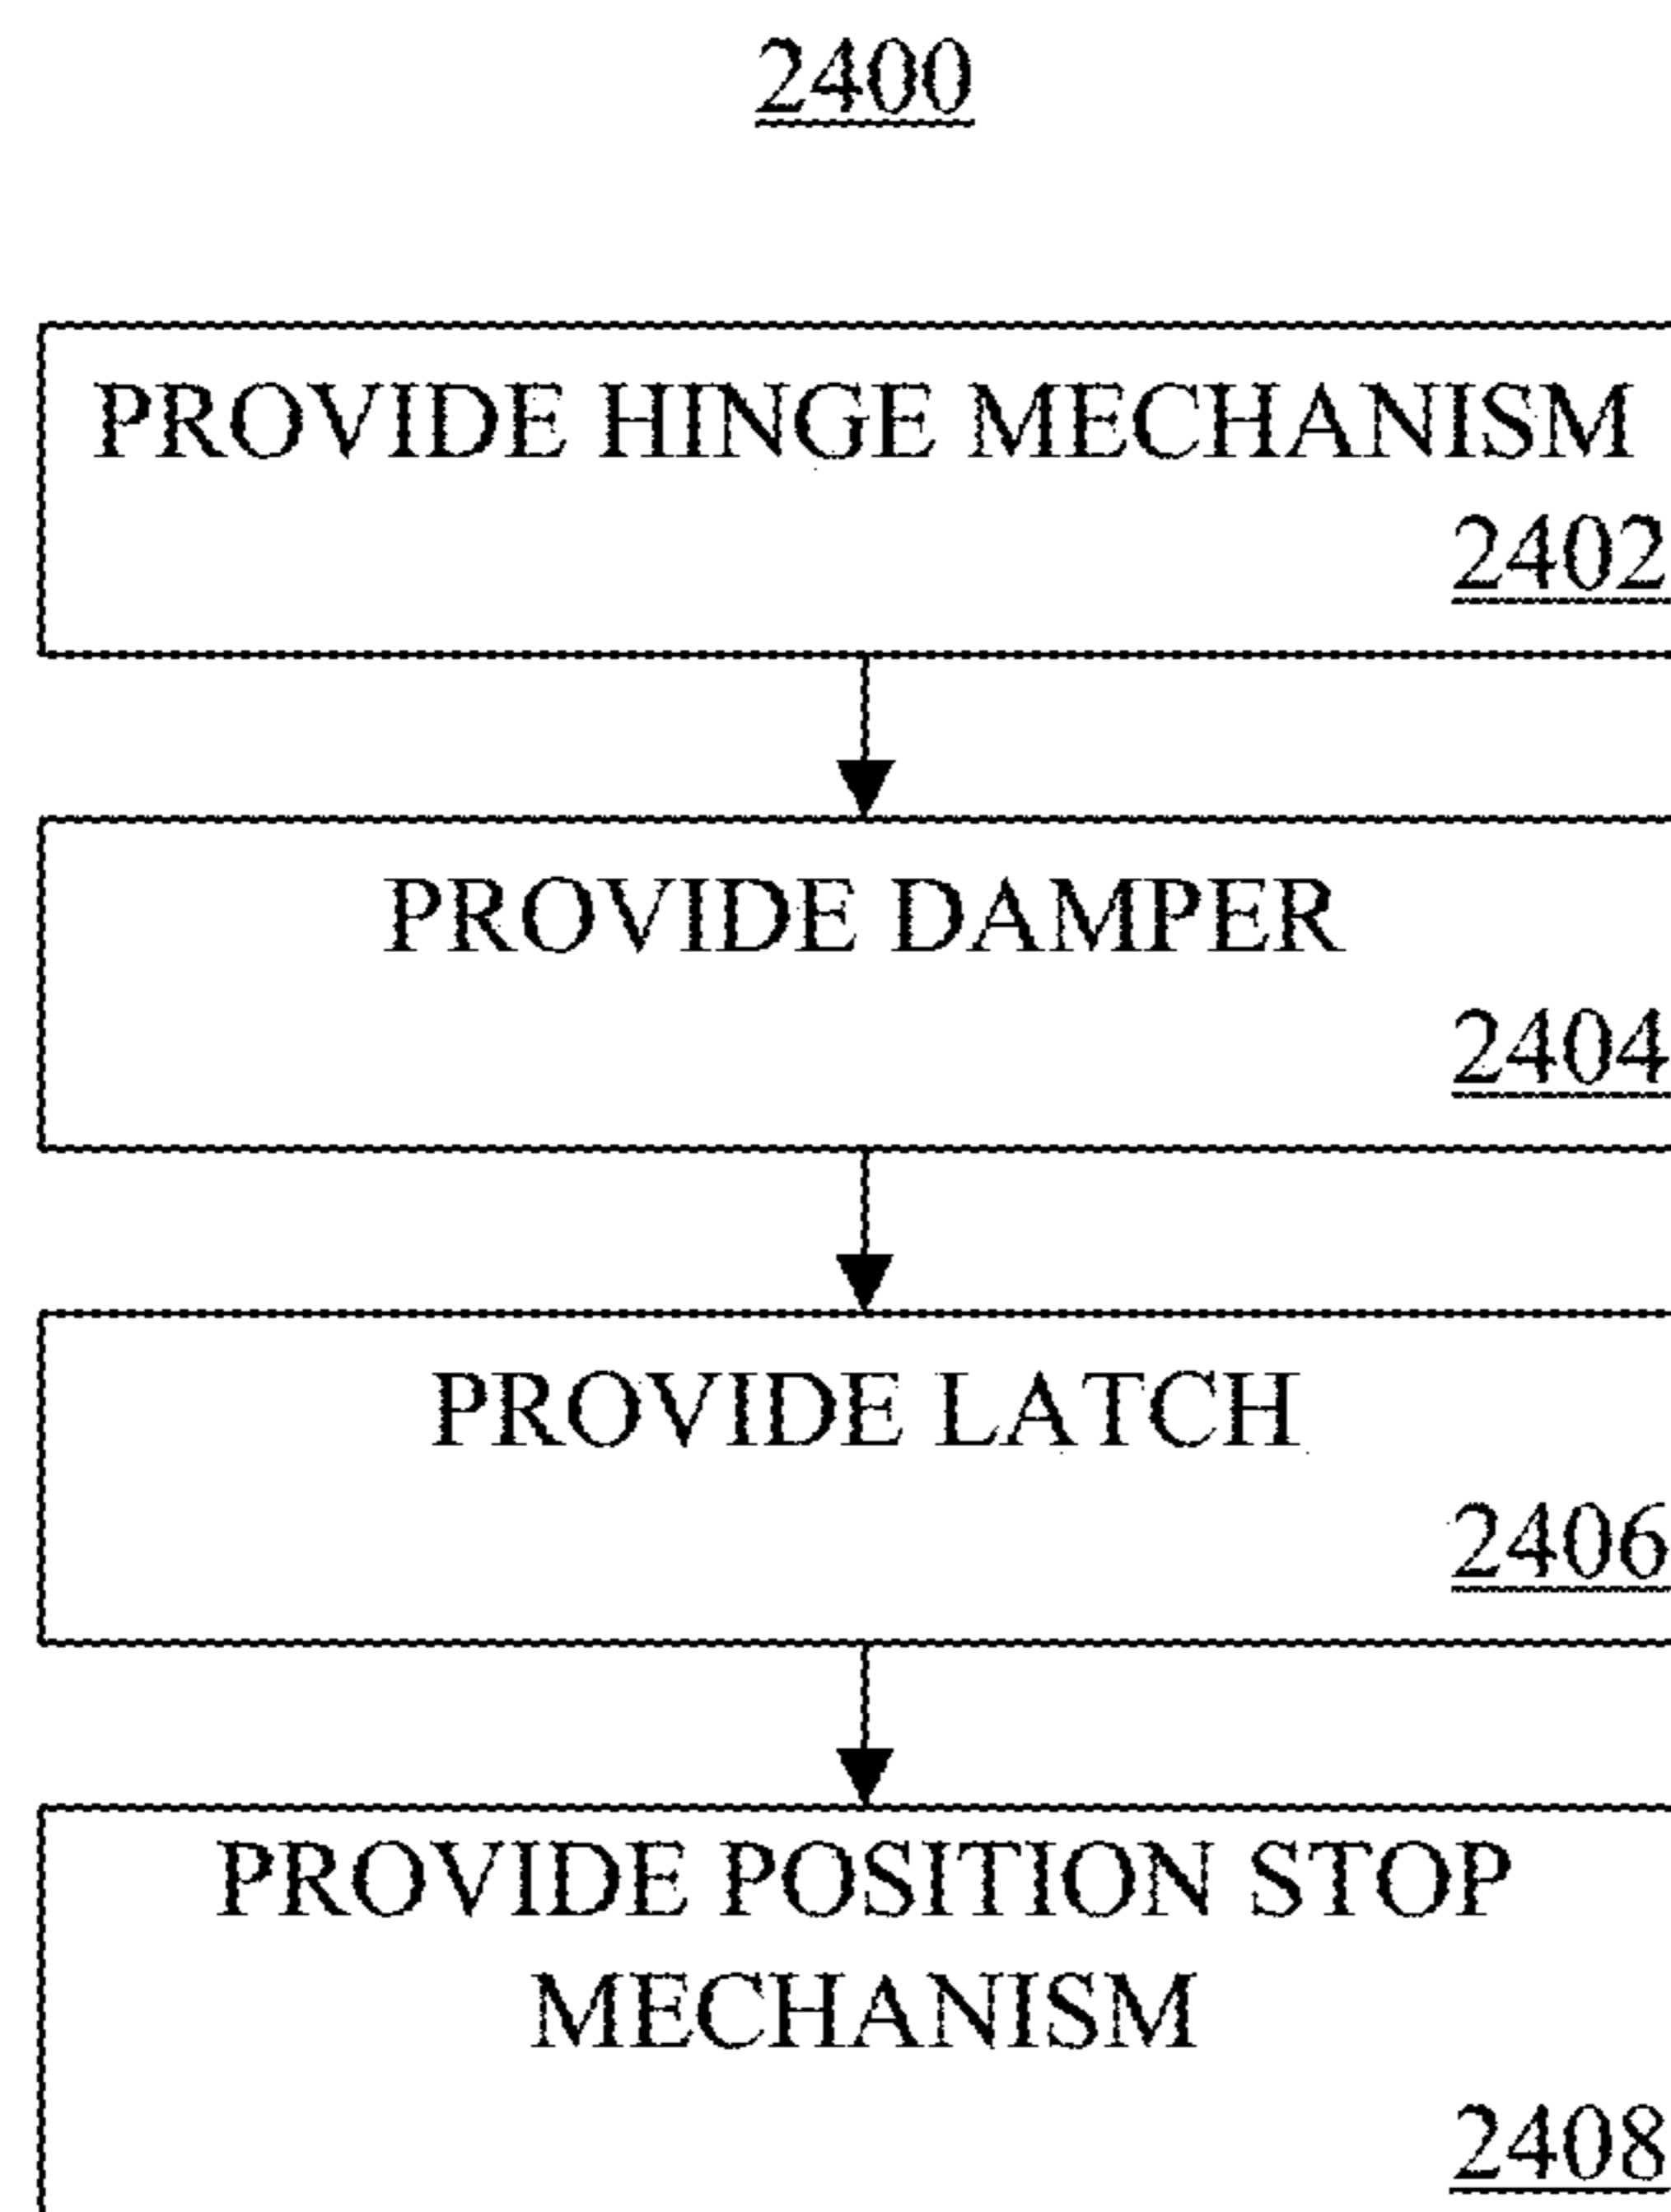 2400
PROVIDE HINGE MECHANISM
2402
PROVIDE DAMPER
2404
PROVIDE LATCH
2406
PROVIDE POSITION STOP
MECHANISM
2408